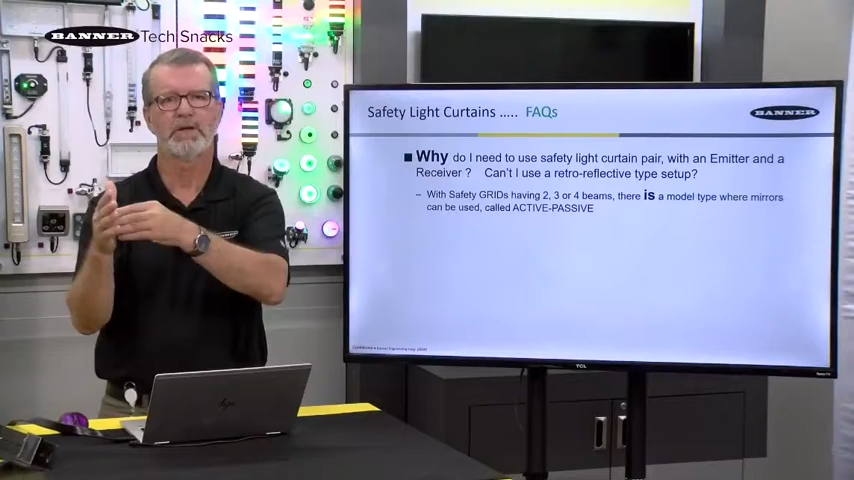 BANNER Tech Snacks
Safety Light Curtains ..... FAQs
BANNER
Why do I need to use safety light curtain pair, with an Emitter and a
Receiver ? Can't I use a retro-reflective type setup?
– With Safety GRIDs having 2, 3 or 4 beams, there is a model type where mirrors
can be used, called ACTIVE-PASSIVE
TCL
hp